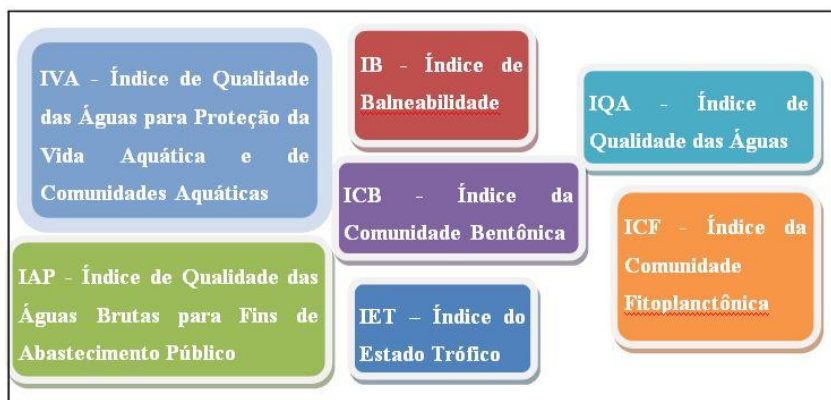 IVA - Índice de Qualidade
das Águas para Proteção da
Vida Aquática e de
Comunidades Aquáticas
IB - Índice de
Balneabilidade
IQA - Índice de
Qualidade das Águas
ICB - Índice da
Comunidade Bentônica
ICF - Índice da
Comunidade
Fitoplanctônica
IAP - Índice de Qualidade das
Águas Brutas para Fins de
Abastecimento Público
IET – Índice do
Estado Trófico